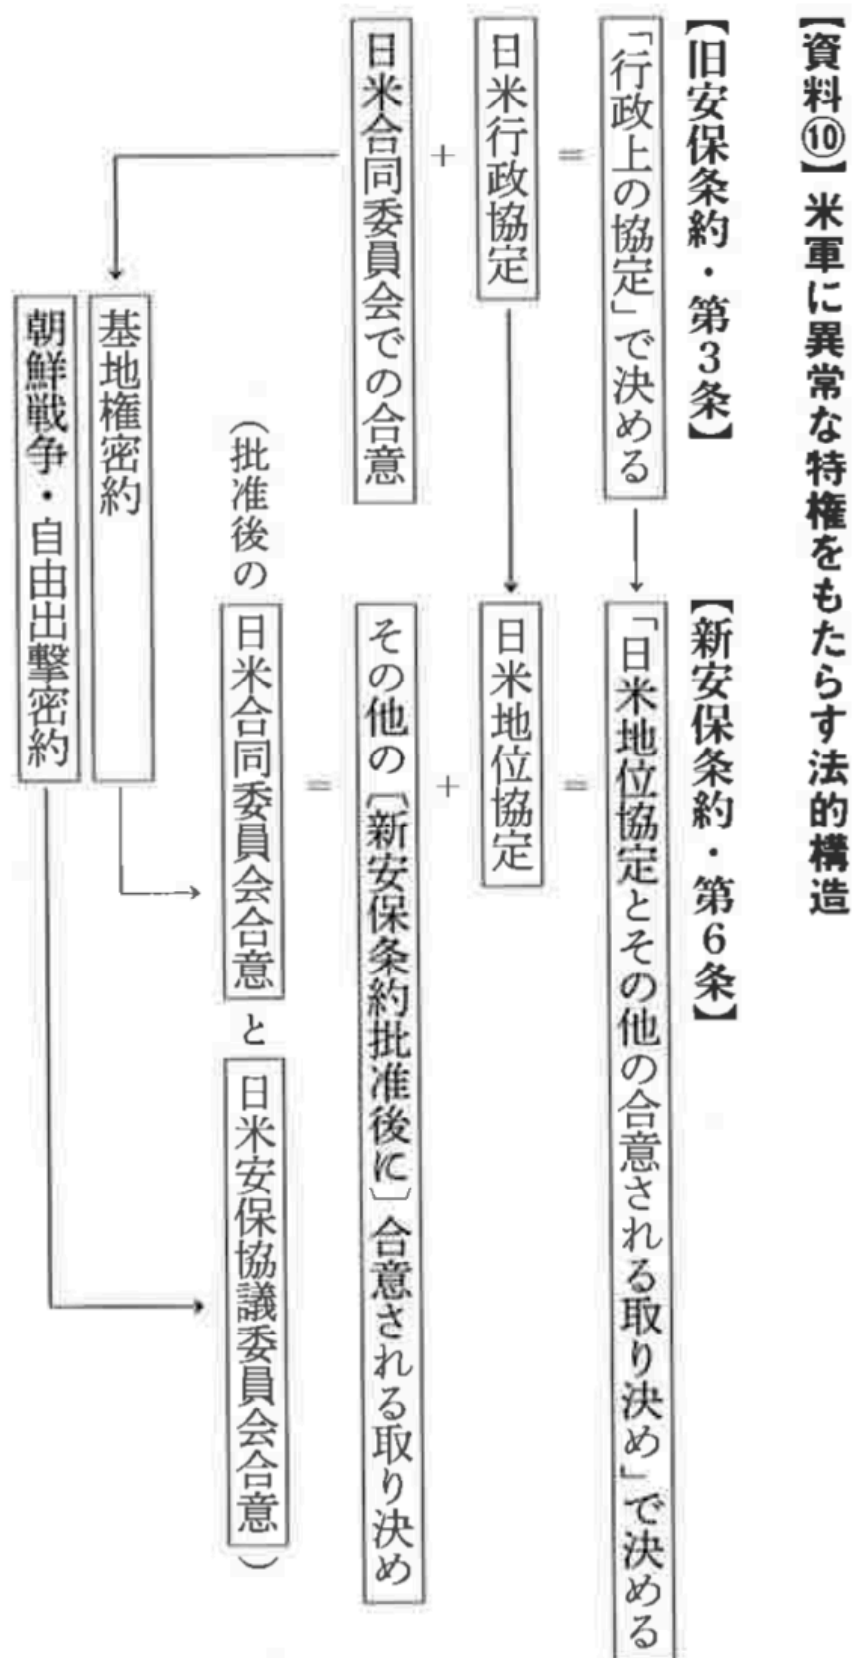 【資料⑩】米軍に異常な特権をもたらす法的構造
【旧安保条約・第3条】
「行政上の協定」で決める
=
日米行政協定
+
日米合同委員会での合意
基地権密約
朝鮮戦争・自由出撃密約
【新安保条約・第6条】
「日米地位協定とその他の合意される取り決め」で決める
=
日米地位協定
+
その他の［新安保条約批准後に］合意される取り決め
=
（批准後の日米合同委員会合意と日米安保協議委員会合意）